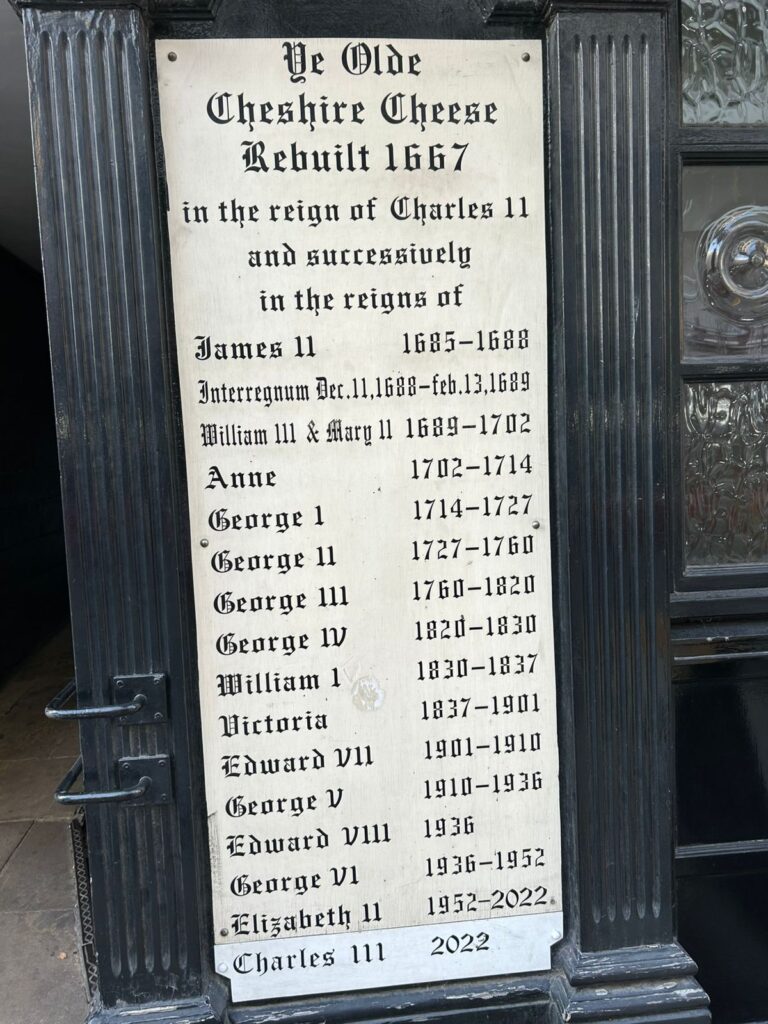 Ye Olde
Cheshire Cheese
Rebuilt 1667
in the reign of Charles 11
and successively
in the reigns of
James 11 1685-1688
Interregnum Dec.11,1688-feb.13,1689
William 111 & Mary 11 1689-1702
Anne 1702-1714
George 1 1714-1727
George 11 1727-1760
George 111 1760-1820
George 1V 1820-1830
William 1 1830-1837
Victoria 1837-1901
Edward V11 1901-1910
George V 1910-1936
Edward V111 1936
George V1 1936-1952
Elizabeth 11 1952-2022
Charles 111 2022